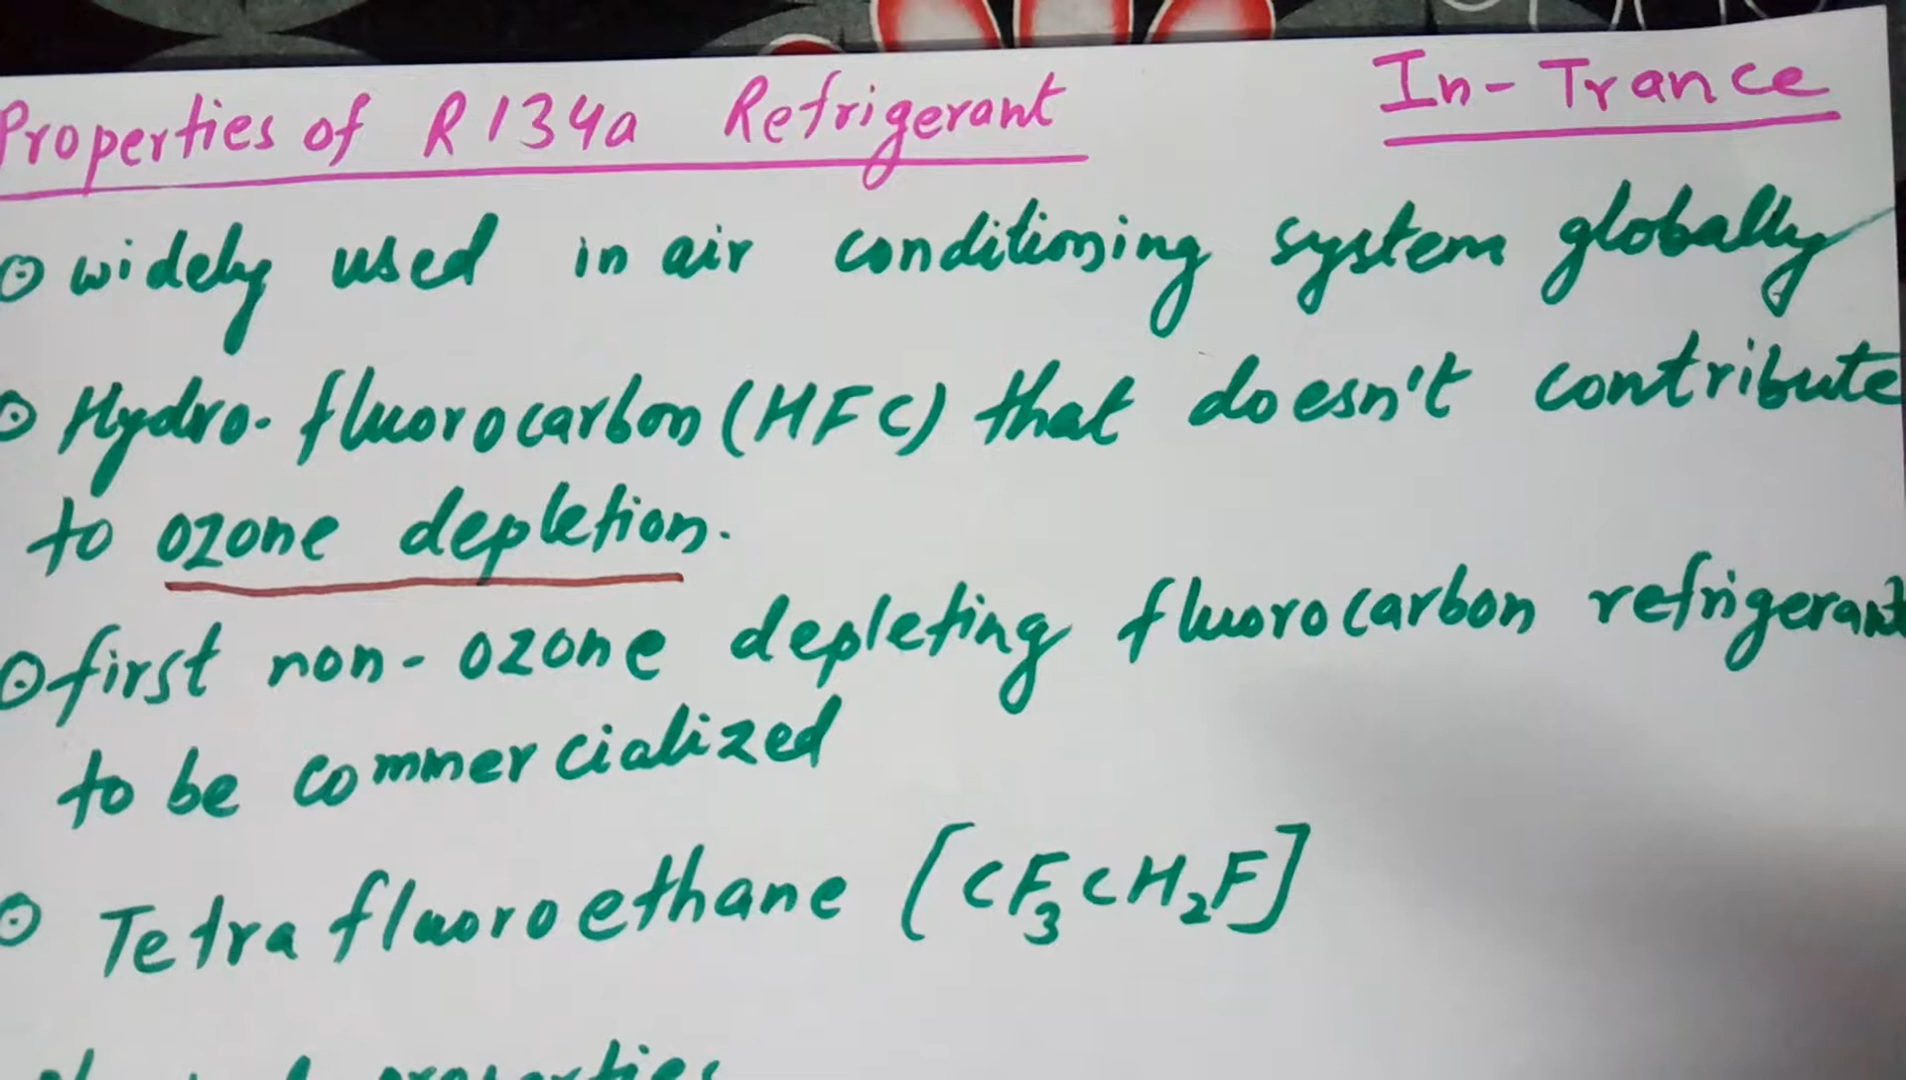 Properties of R134a Refrigerant In-Trance
widely used in air conditioning system globally
Hydro-fluorocarbon (HFC) that doesn't contribute
to ozone depletion.
first non-ozone depleting fluorocarbon refrigerant
to be commercialized
Tetrafluoroethane [CF₃CH₂F]
properties